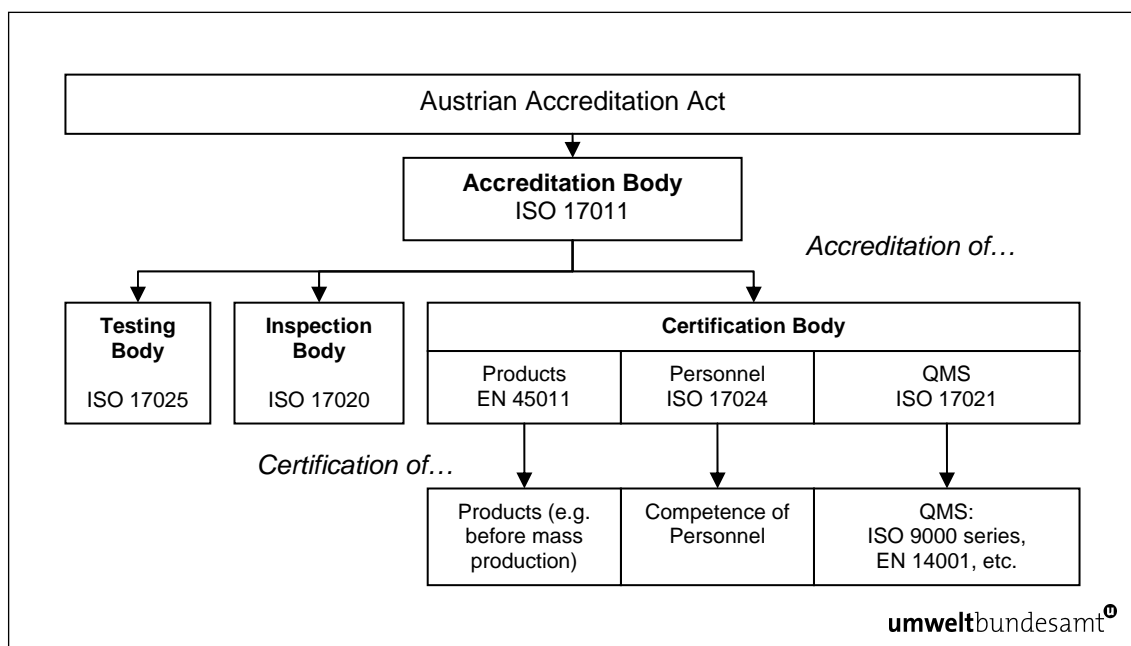 Austrian Accreditation Act
Accreditation Body
ISO 17011
Accreditation of…
Testing
Body
ISO 17025
Inspection
Body
ISO 17020
Certification Body
Products
EN 45011
Personnel
ISO 17024
QMS
ISO 17021
Certification of…
Products (e.g.
before mass
production)
Competence of
Personnel
QMS:
ISO 9000 series,
EN 14001, etc.
umweltbundesamt